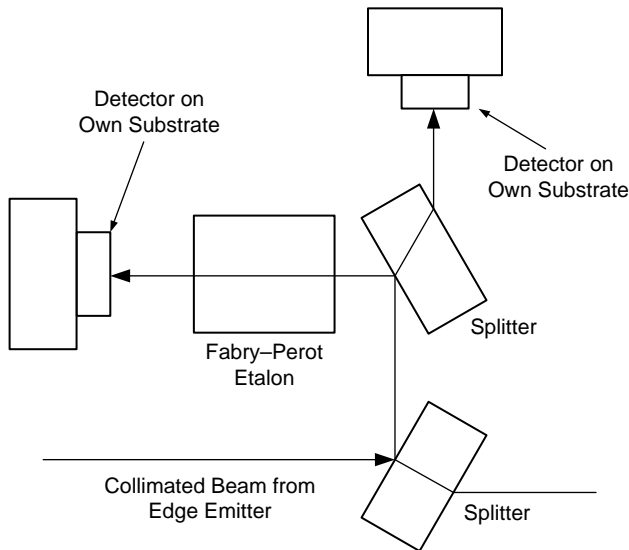 Detector on
Own Substrate
Detector on
Own Substrate
Splitter
Fabry–Perot
Etalon
Collimated Beam from
Edge Emitter
Splitter